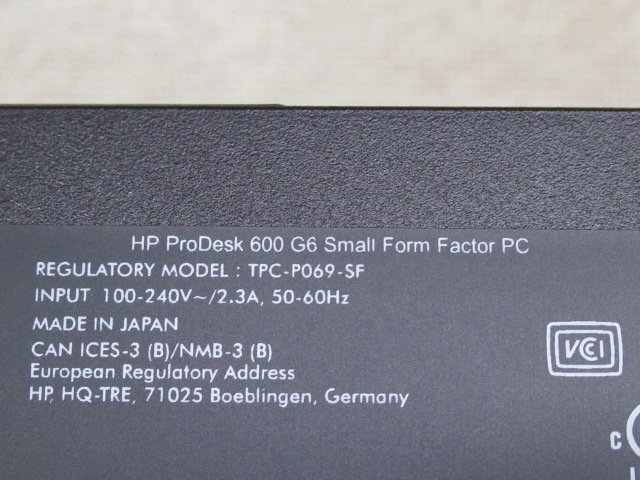 HP ProDesk 600 G6 Small Form Factor PC
REGULATORY MODEL : TPC-P069-SF
INPUT 100-240V~/2.3A, 50-60Hz
MADE IN JAPAN
CAN ICES-3 (B)/NMB-3 (B)
European Regulatory Address
HP, HQ-TRE, 71025 Boeblingen, Germany
VCCI
C